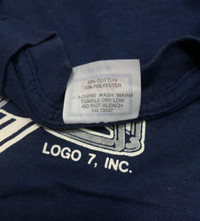 50% COTTON
50% POLYESTER
MACHINE WASH WARM
TUMBLE DRY LOW
DO NOT BLEACH
LOGO 7, INC.